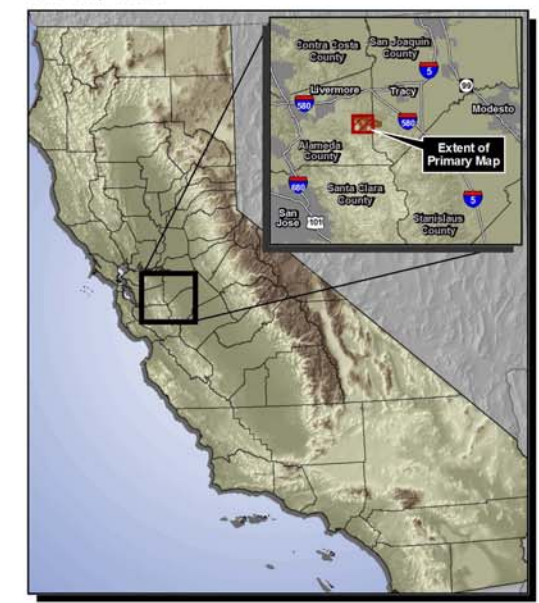 Contra Costa
County
San Joaquin
County
5
99
Livermore
Tracy
580
Modesto
580
Alameda
County
Extent of
Primary Map
680
Santa Clara
County
5
San
Jose
101
Stanislaus
County